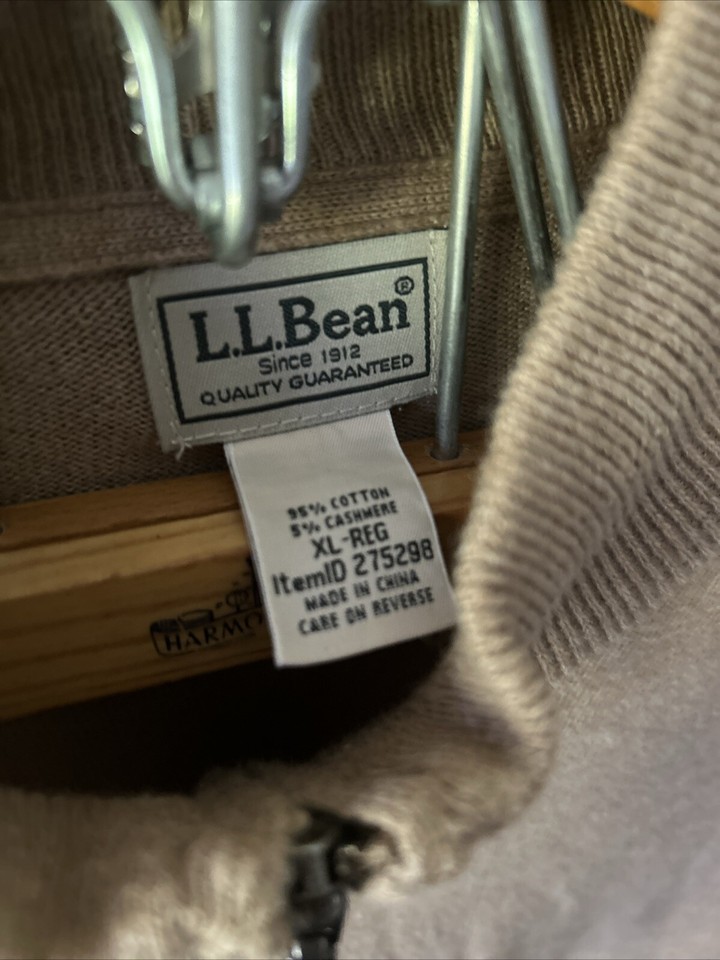 L.L.Bean®
Since 1912
QUALITY GUARANTEED
95% COTTON
5% CASHMERE
XL-REG
ItemID 275298
MADE IN CHINA
CARE ON REVERSE
HARMO